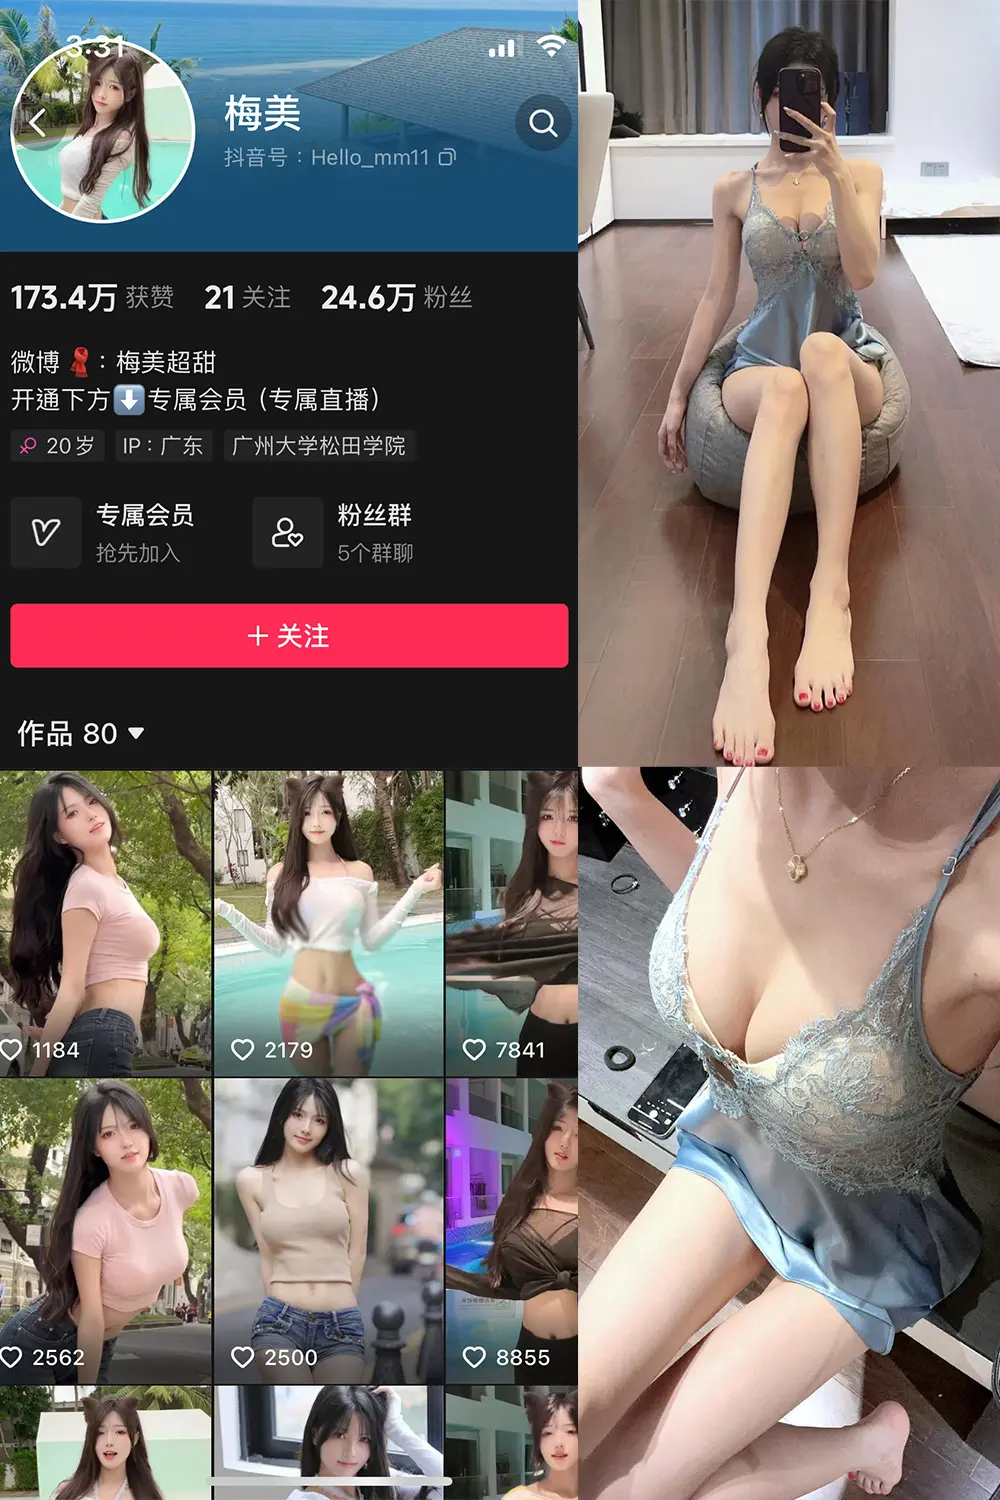 3:31
梅美
抖音号：Hello_mm11
173.4万 获赞 21 关注 24.6万 粉丝
微博🧣：梅美超甜
开通下方⬇️专属会员（专属直播）
20岁 IP：广东 广州大学松田学院
专属会员
抢先加入
粉丝群
5个群聊
＋ 关注
作品 80
1184
2179
7841
2562
2500
8855